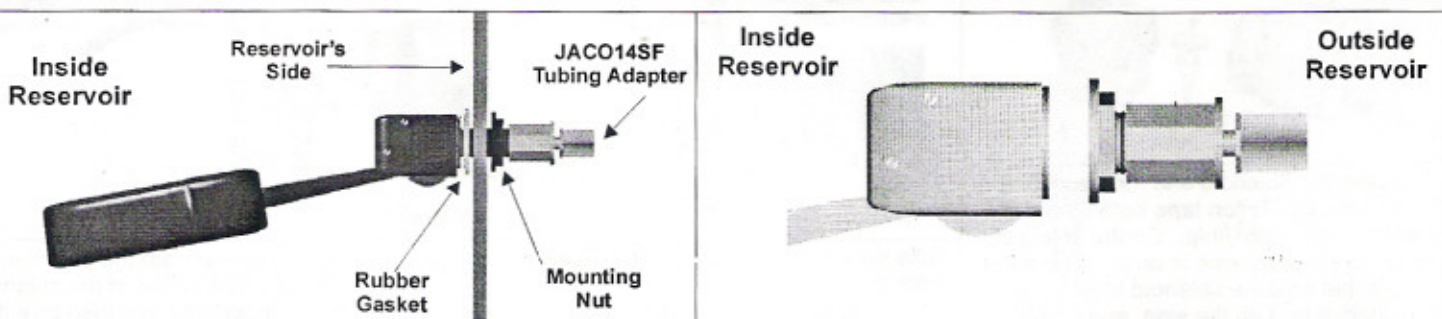 Inside
Reservoir
Reservoir's
Side
JACO14SF
Tubing Adapter
Rubber
Gasket
Mounting
Nut
Inside
Reservoir
Outside
Reservoir